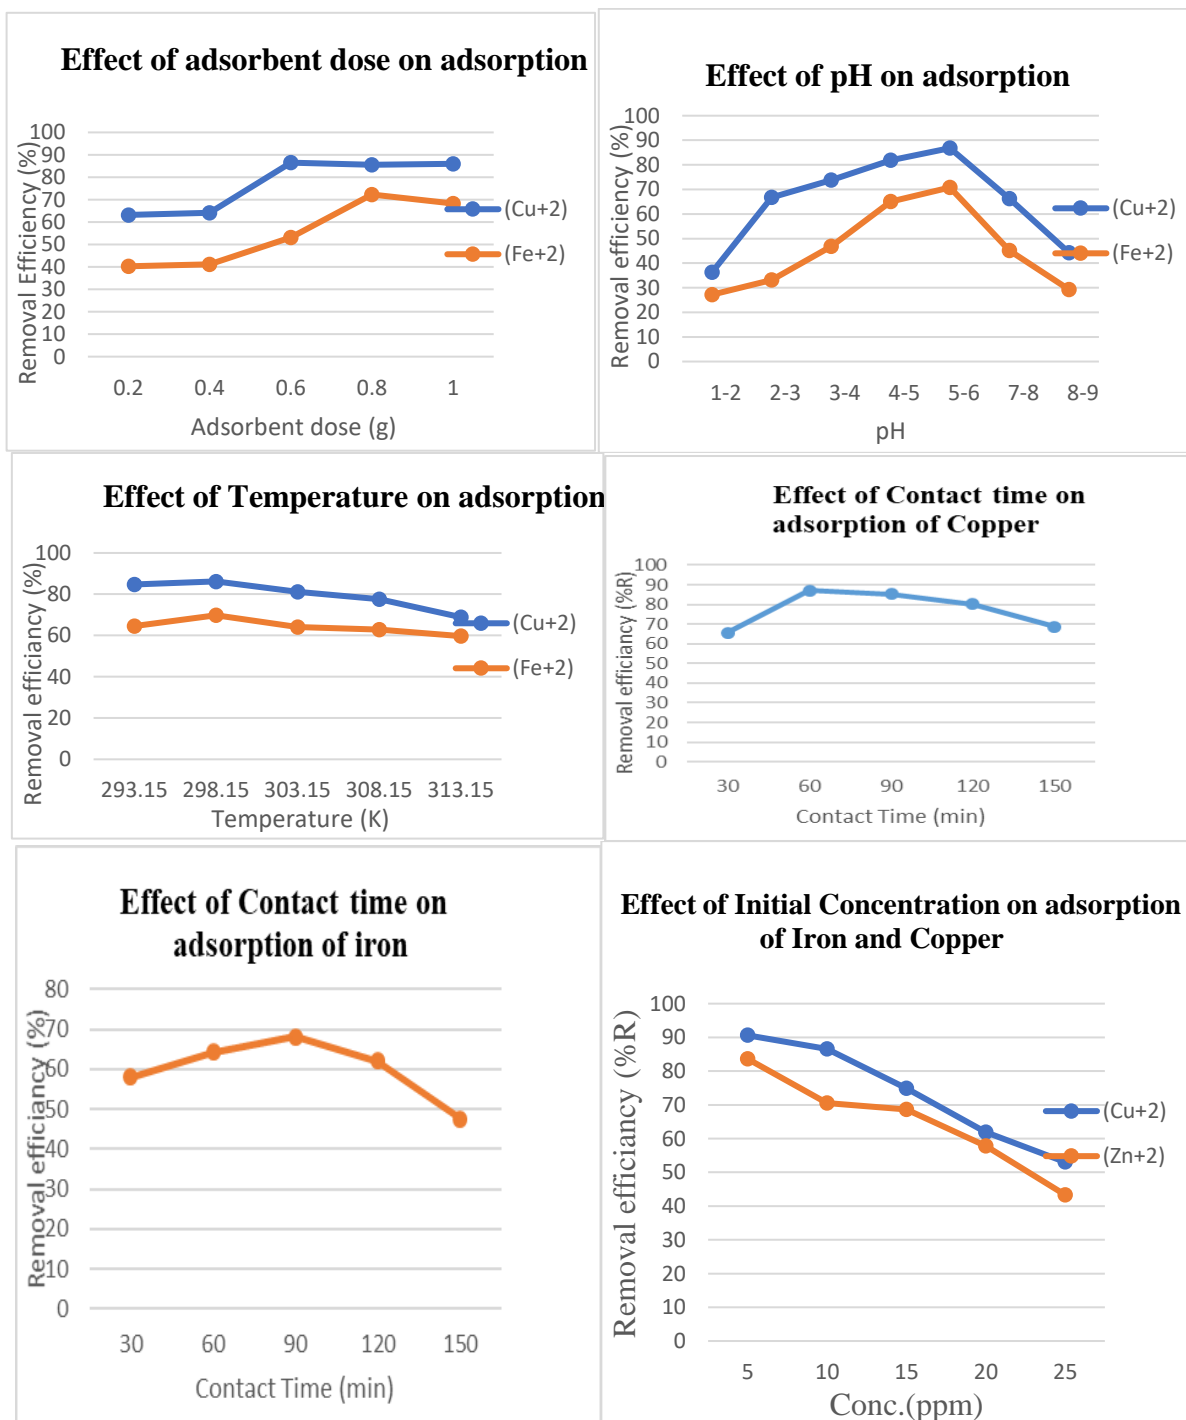 Effect of adsorbent dose on adsorption
Removal Efficiency (%)
100
90
80
70
60
50
40
30
20
10
0
0.2 0.4 0.6 0.8 1
Adsorbent dose (g)
(Cu+2)
(Fe+2)
Effect of pH on adsorption
Removal efficiency (%)
100
90
80
70
60
50
40
30
20
10
0
1-2 2-3 3-4 4-5 5-6 7-8 8-9
pH
(Cu+2)
(Fe+2)
Effect of Temperature on adsorption
Removal efficiancy (%)
100
80
60
40
20
0
293.15 298.15 303.15 308.15 313.15
Temperature (K)
(Cu+2)
(Fe+2)
Effect of Contact time on
adsorption of Copper
Removal efficiancy (%R)
100
90
80
70
60
50
40
30
20
10
0
30 60 90 120 150
Contact Time (min)
Effect of Contact time on
adsorption of iron
Removal efficiancy (%)
80
70
60
50
40
30
20
10
0
30 60 90 120 150
Contact Time (min)
Effect of Initial Concentration on adsorption
of Iron and Copper
Removal efficiancy (%R)
100
90
80
70
60
50
40
30
20
10
0
5 10 15 20 25
Conc.(ppm)
(Cu+2)
(Zn+2)